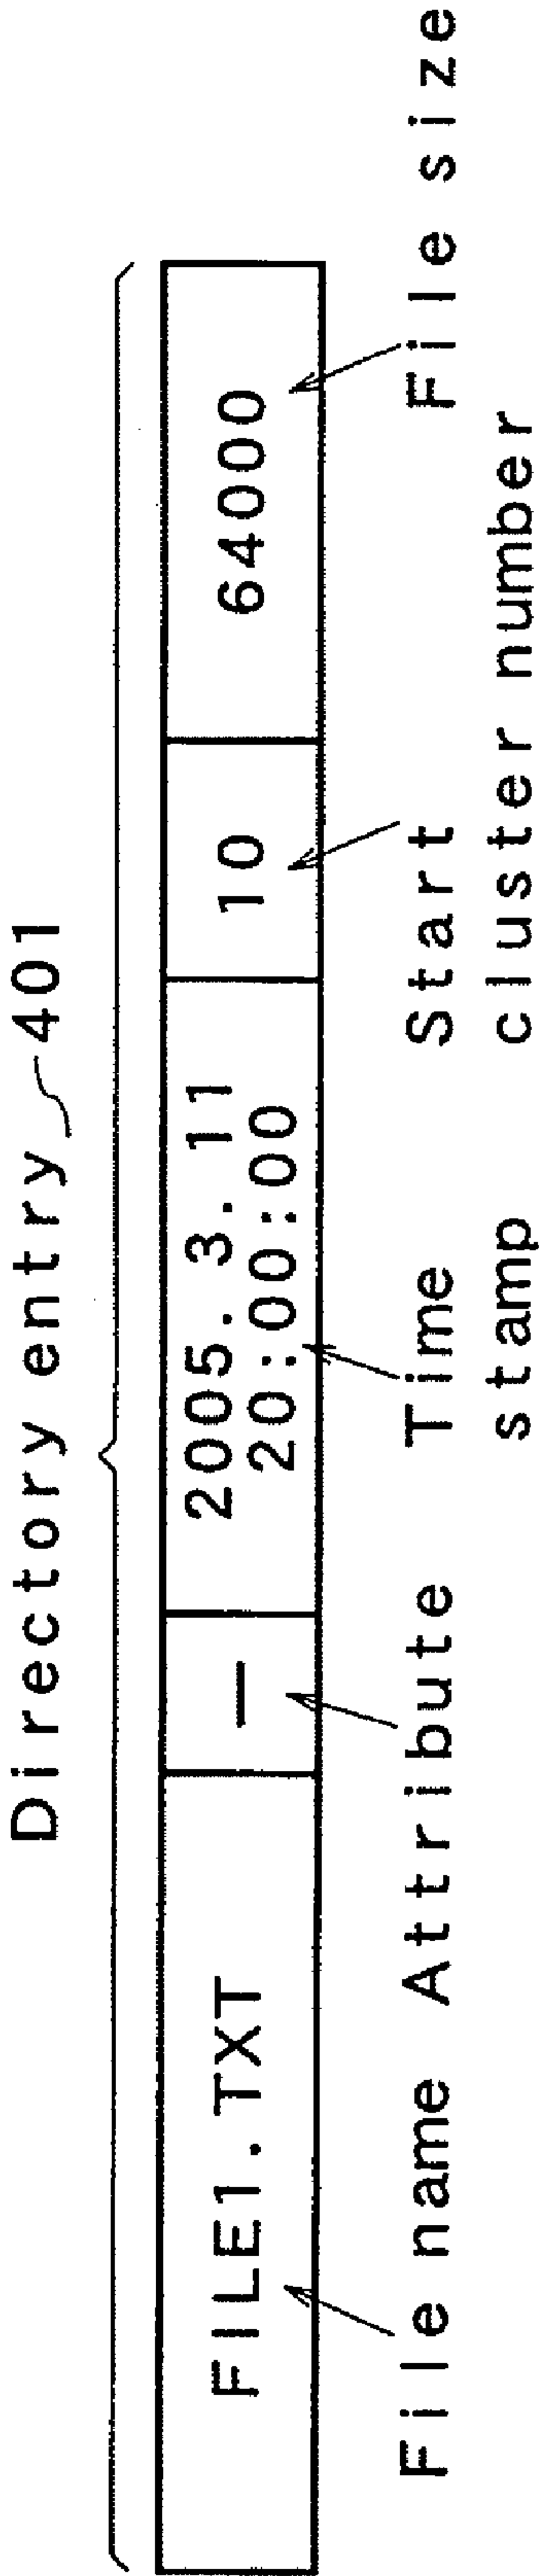 Directory entry 401
FILE1.TXT
—
2005. 3. 11
20:00:00
10
64000
File name
Attribute
Time
stamp
Start
cluster number
File size